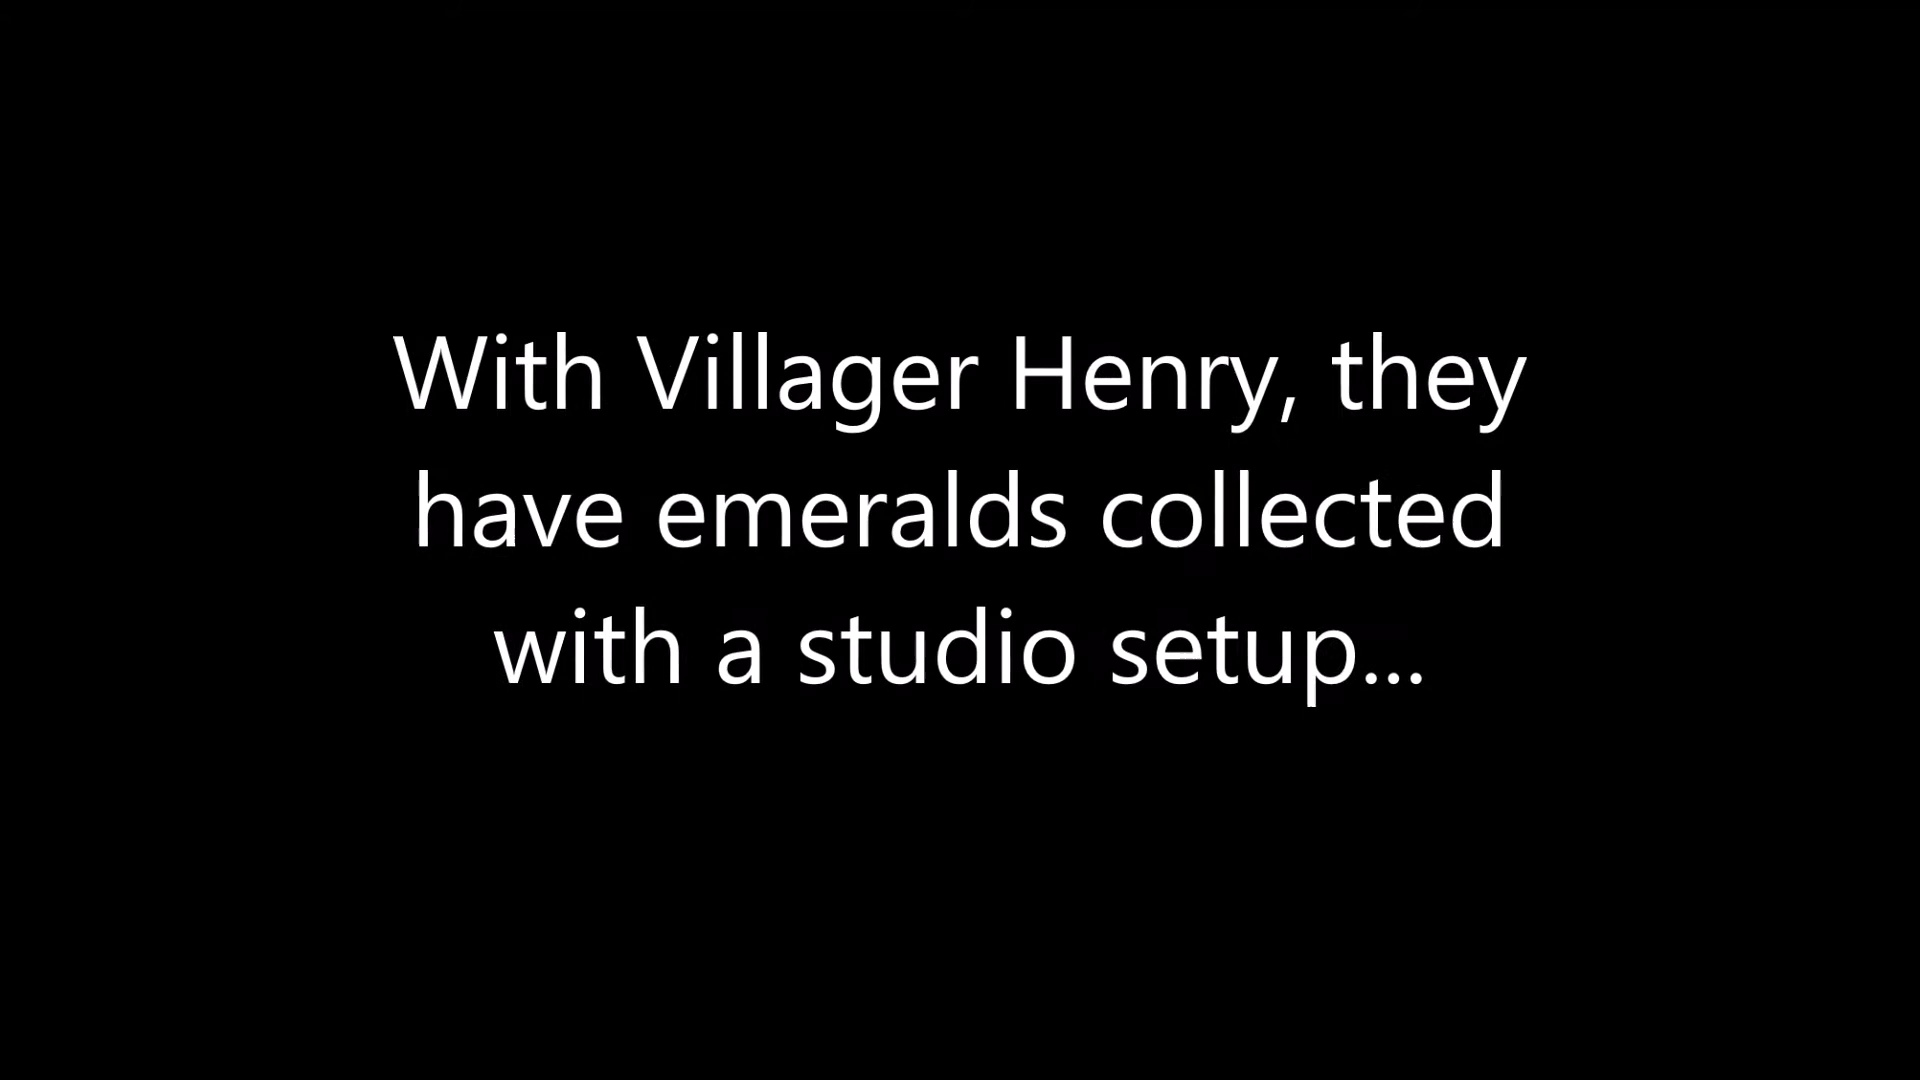 With Villager Henry, they
have emeralds collected
with a studio setup...